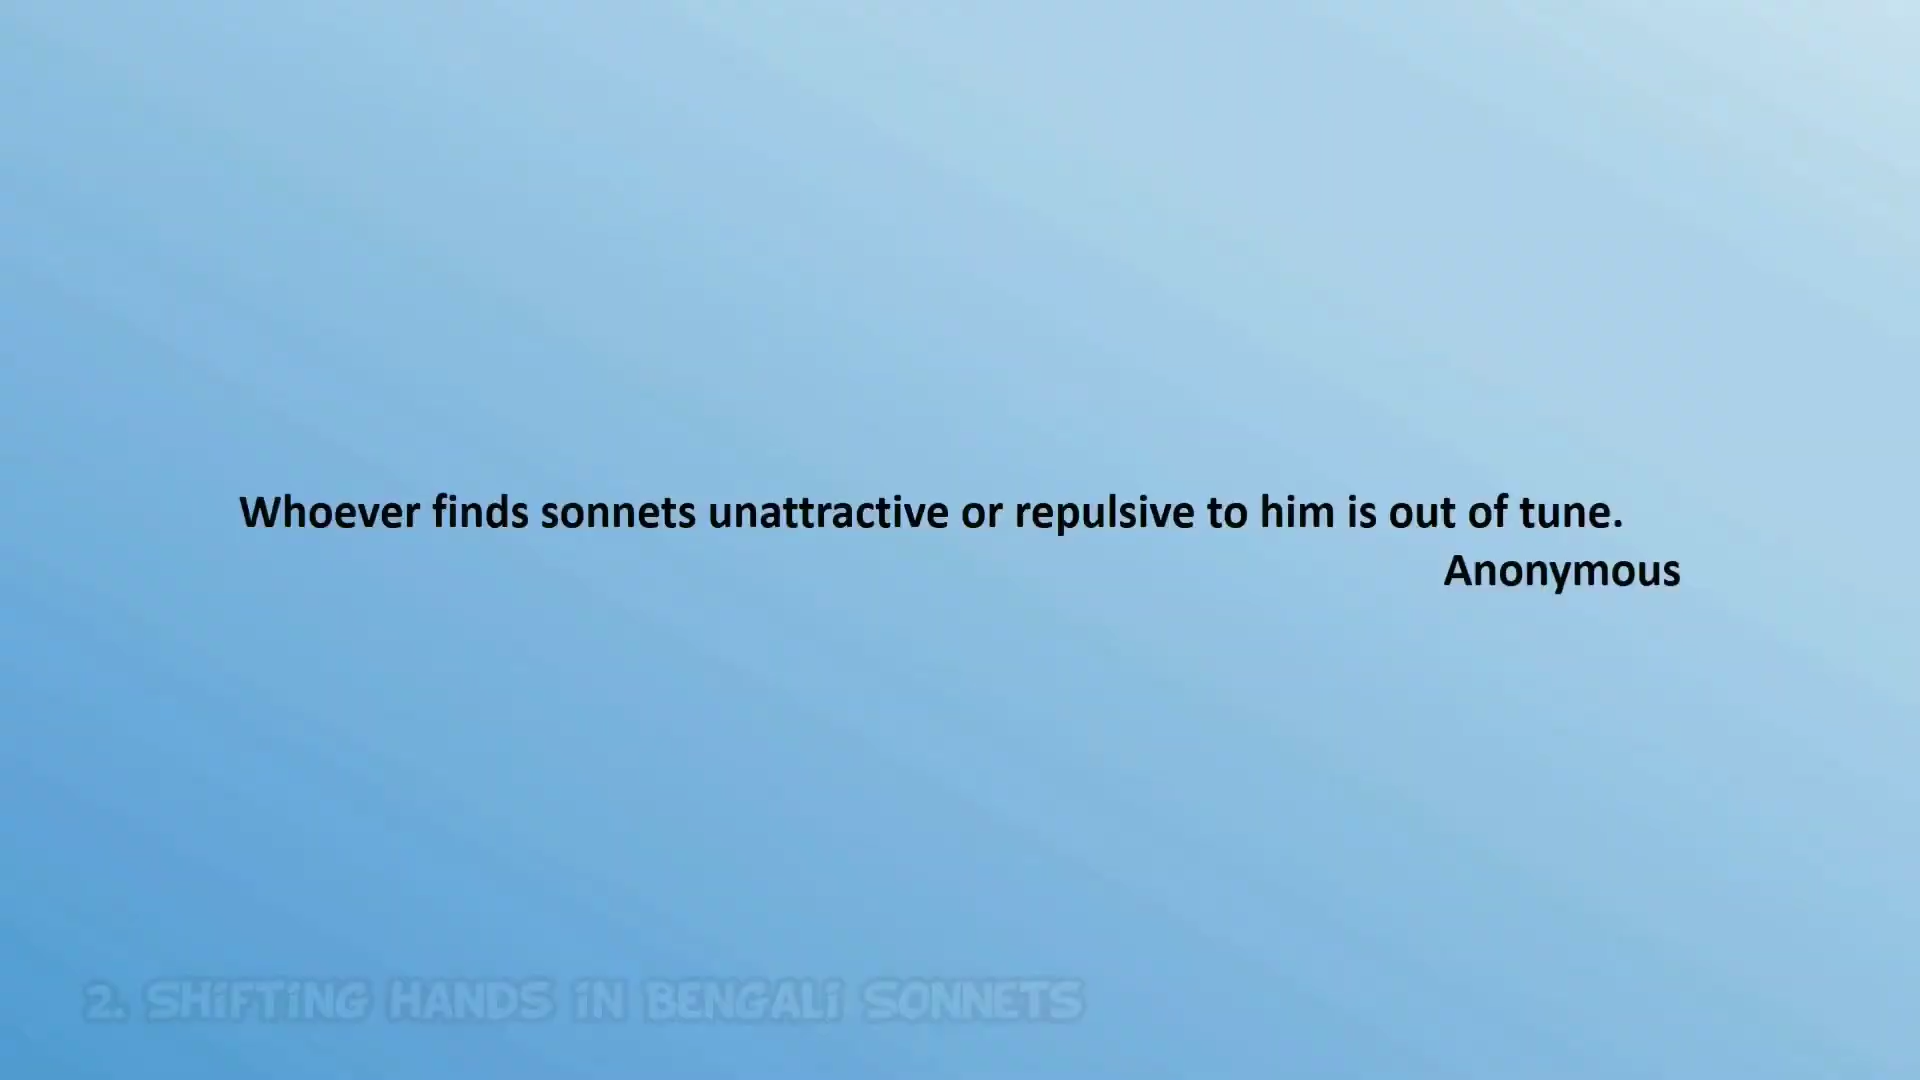 Whoever finds sonnets unattractive or repulsive to him is out of tune.
Anonymous
2. SHiFTiNG HANDS iN BENGALi SONNETS